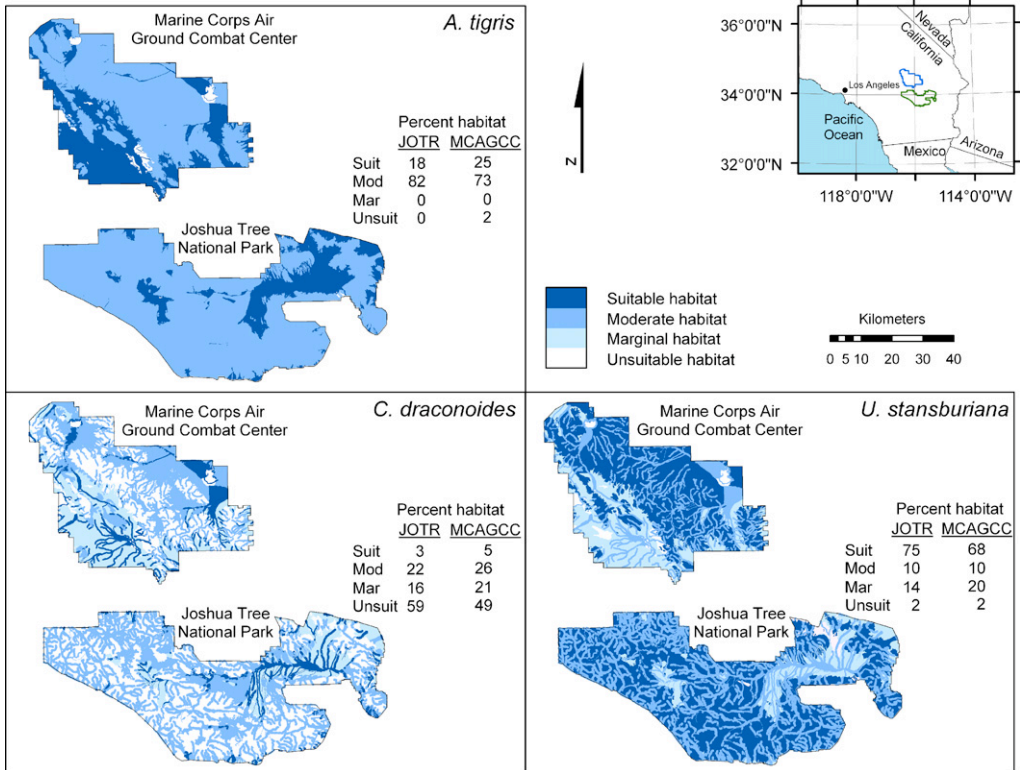 Marine Corps Air
Ground Combat Center
A. tigris
Percent habitat
JOTR MCAGCC
Suit 18 25
Mod 82 73
Mar 0 0
Unsuit 0 2
Joshua Tree
National Park
N
36°0'0"N
34°0'0"N
32°0'0"N
Nevada
California
Los Angeles
Pacific
Ocean
Mexico
Arizona
118°0'0"W 114°0'0"W
Suitable habitat
Moderate habitat
Marginal habitat
Unsuitable habitat
Kilometers
0 5 10 20 30 40
Marine Corps Air
Ground Combat Center
C. draconoides
Percent habitat
JOTR MCAGCC
Suit 3 5
Mod 22 26
Mar 16 21
Unsuit 59 49
Joshua Tree
National Park
Marine Corps Air
Ground Combat Center
U. stansburiana
Percent habitat
JOTR MCAGCC
Suit 75 68
Mod 10 10
Mar 14 20
Unsuit 2 2
Joshua Tree
National Park